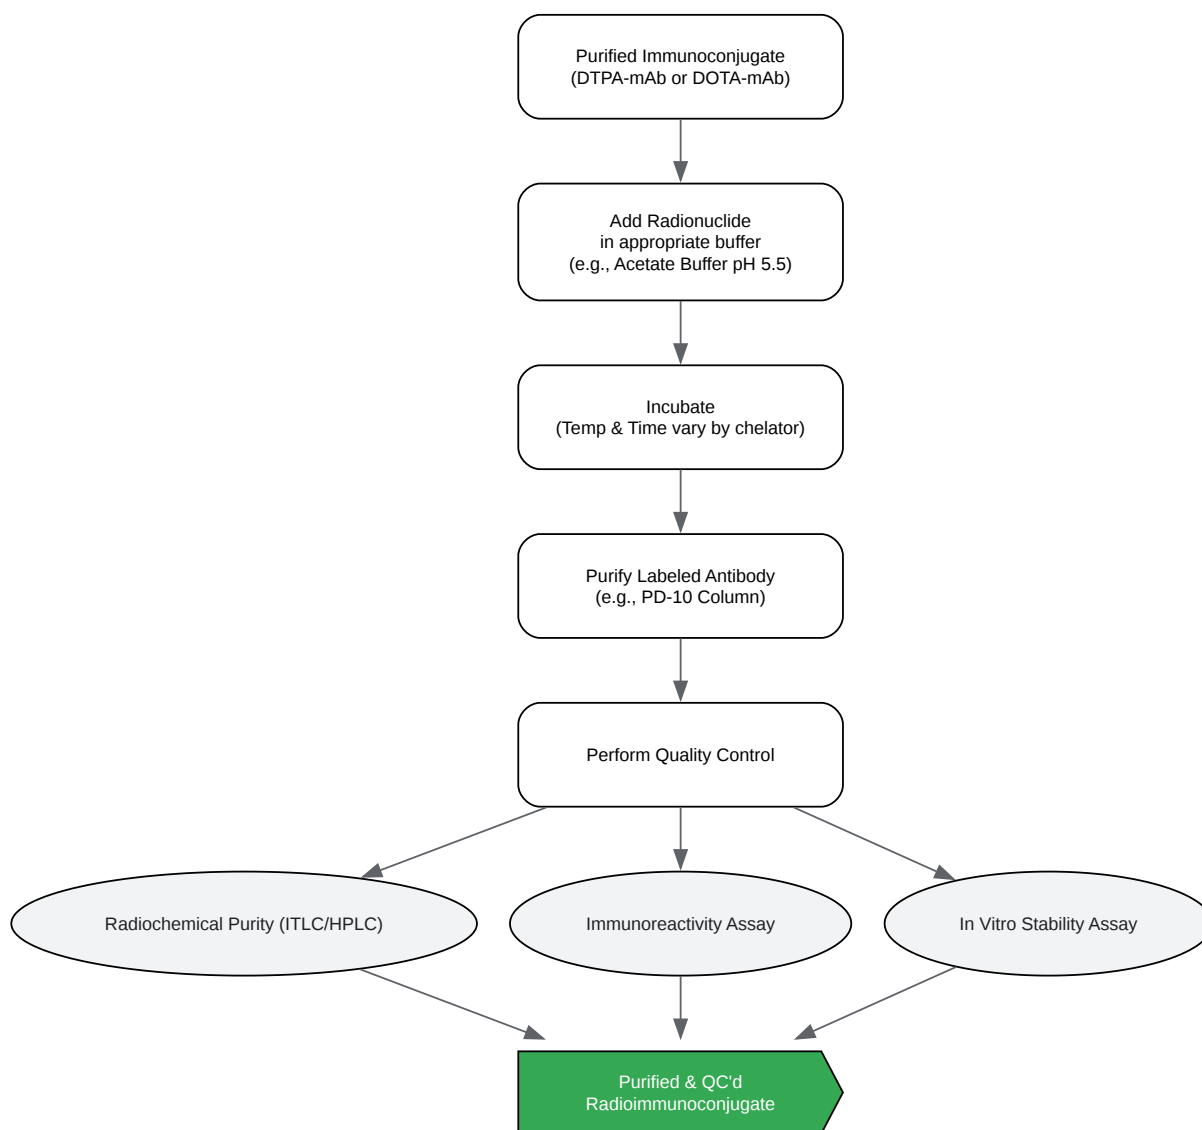 Purified Immunoconjugate
(DTPA-mAb or DOTA-mAb)
Add Radionuclide
in appropriate buffer
(e.g., Acetate Buffer pH 5.5)
Incubate
(Temp & Time vary by chelator)
Purify Labeled Antibody
(e.g., PD-10 Column)
Perform Quality Control
Radiochemical Purity (ITLC/HPLC)
Immunoreactivity Assay
In Vitro Stability Assay
Purified & QC'd
Radioimmunoconjugate